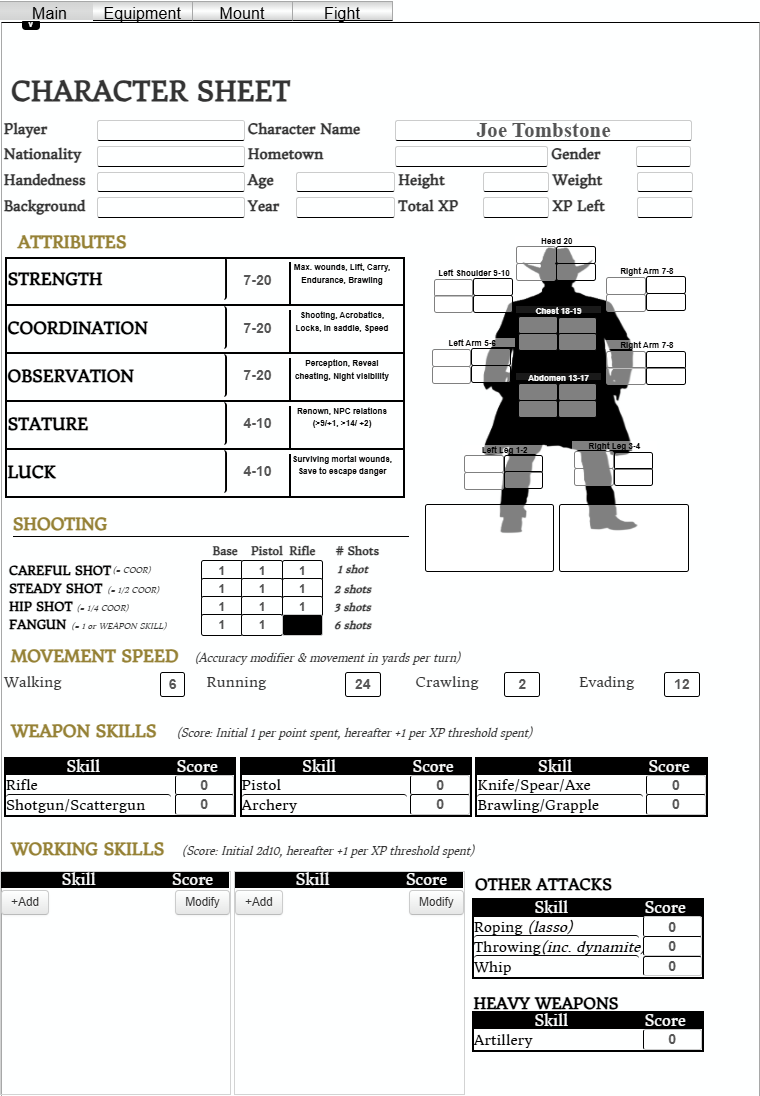 Main Equipment Mount Fight
v
CHARACTER SHEET
Player Character Name Joe Tombstone
Nationality Hometown Gender
Handedness Age Height Weight
Background Year Total XP XP Left
ATTRIBUTES
STRENGTH 7-20 Max. wounds, Lift, Carry,
Endurance, Brawling
COORDINATION 7-20 Shooting, Acrobatics,
Locks, In saddle, Speed
OBSERVATION 7-20 Perception, Reveal
cheating, Night visibility
STATURE 4-10 Renown, NPC relations
(>9/+1, >14/ +2)
LUCK 4-10 Surviving mortal wounds,
Save to escape danger
Head 20
Left Shoulder 9-10 Right Arm 7-8
Chest 18-19
Left Arm 5-6 Right Arm 7-8
Abdomen 13-17
Left Leg 1-2 Right Leg 3-4
SHOOTING
Base Pistol Rifle # Shots
CAREFUL SHOT (= COOR) 1 1 1 1 shot
STEADY SHOT (= 1/2 COOR) 1 1 1 2 shots
HIP SHOT (= 1/4 COOR) 1 1 1 3 shots
FANGUN (= 1 or WEAPON SKILL) 1 1 6 shots
MOVEMENT SPEED (Accuracy modifier & movement in yards per turn)
Walking 6 Running 24 Crawling 2 Evading 12
WEAPON SKILLS (Score: Initial 1 per point spent, hereafter +1 per XP threshold spent)
Skill Score Skill Score Skill Score
Rifle 0 Pistol 0 Knife/Spear/Axe 0
Shotgun/Scattergun 0 Archery 0 Brawling/Grapple 0
WORKING SKILLS (Score: Initial 2d10, hereafter +1 per XP threshold spent)
Skill Score Skill Score
+Add Modify +Add Modify
OTHER ATTACKS
Skill Score
Roping (lasso) 0
Throwing(inc. dynamite) 0
Whip 0
HEAVY WEAPONS
Skill Score
Artillery 0